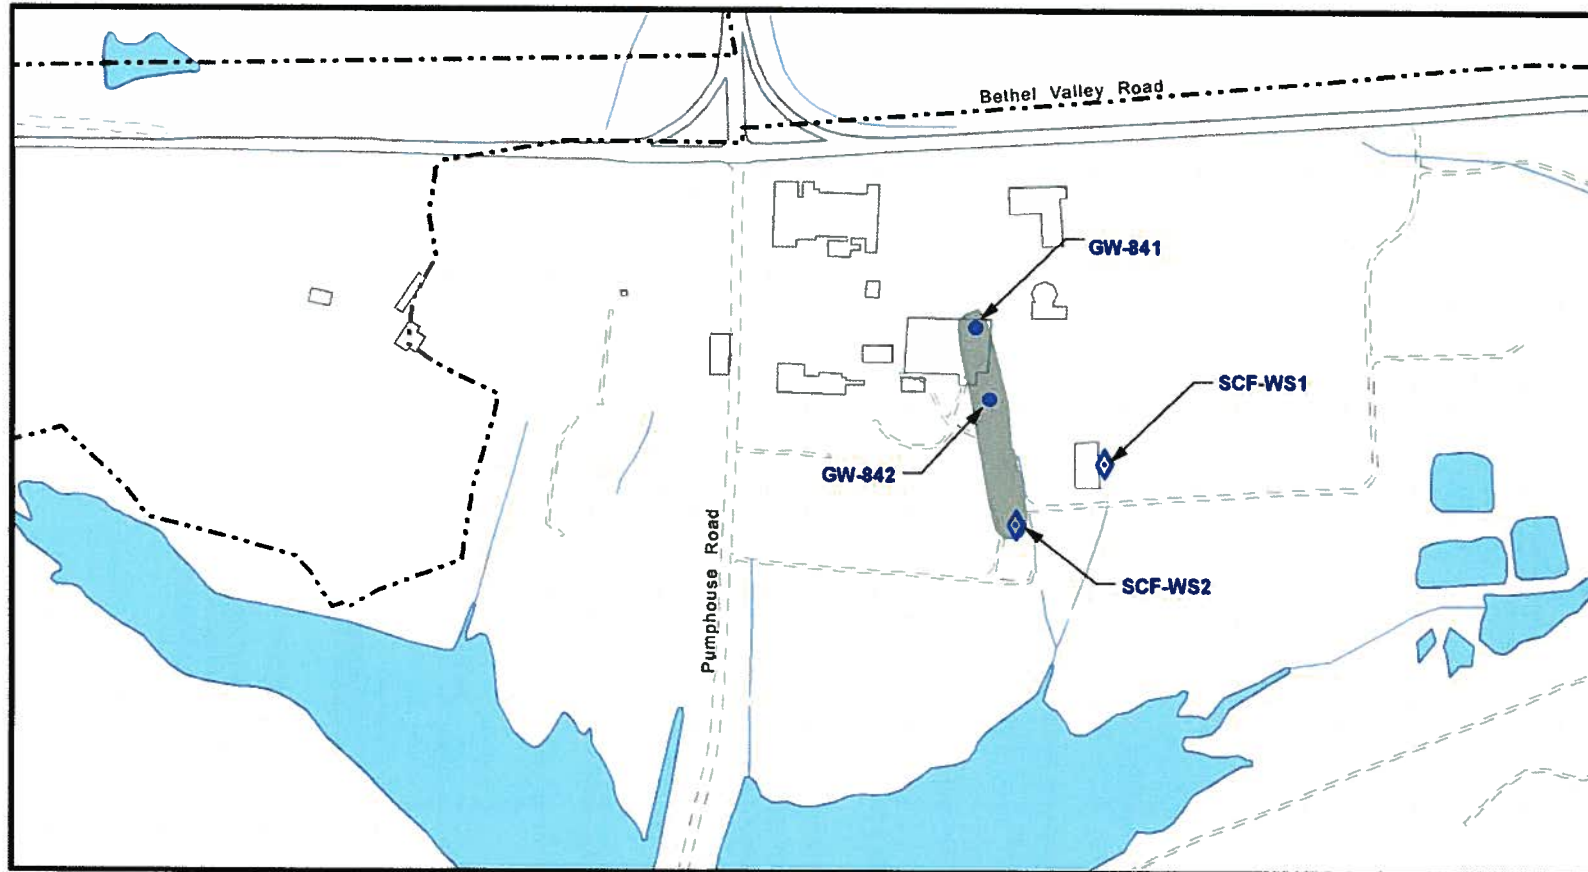 Bethel Valley Road
GW-841
SCF-WS1
GW-842
Pumphouse Road
SCF-WS2